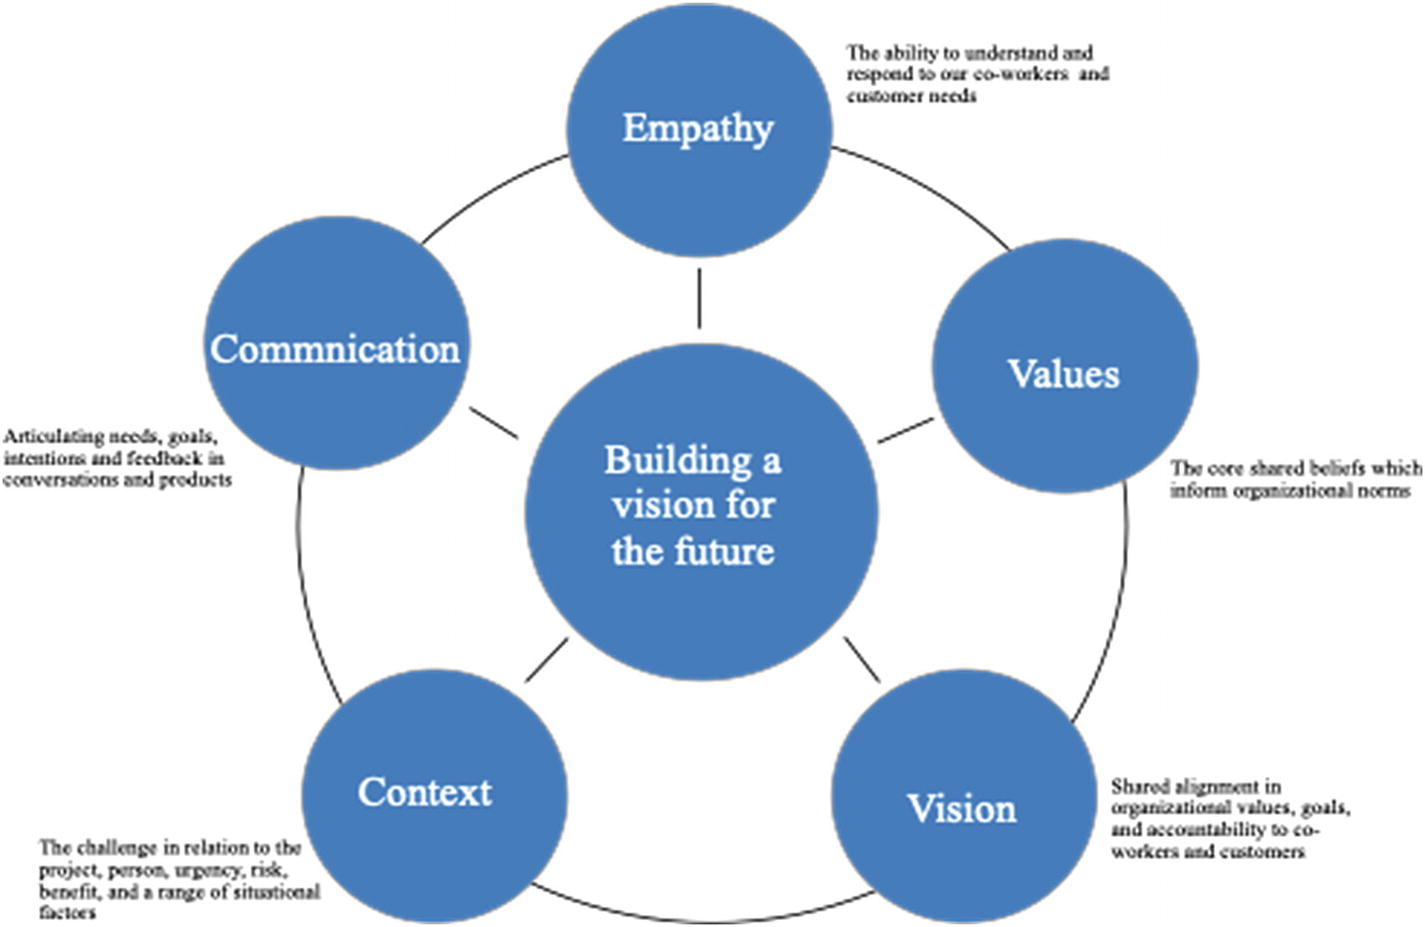 Empathy
The ability to understand and
respond to our co-workers and
customer needs
Values
The core shared beliefs which
inform organizational norms
Vision
Shared alignment in
organizational values, goals,
and accountability to co-
workers and customers
Context
The challenge in relation to the
project, person, urgency, risk,
benefit, and a range of situational
factors
Commnication
Articulating needs, goals,
intentions and feedback in
conversations and products
Building a
vision for
the future